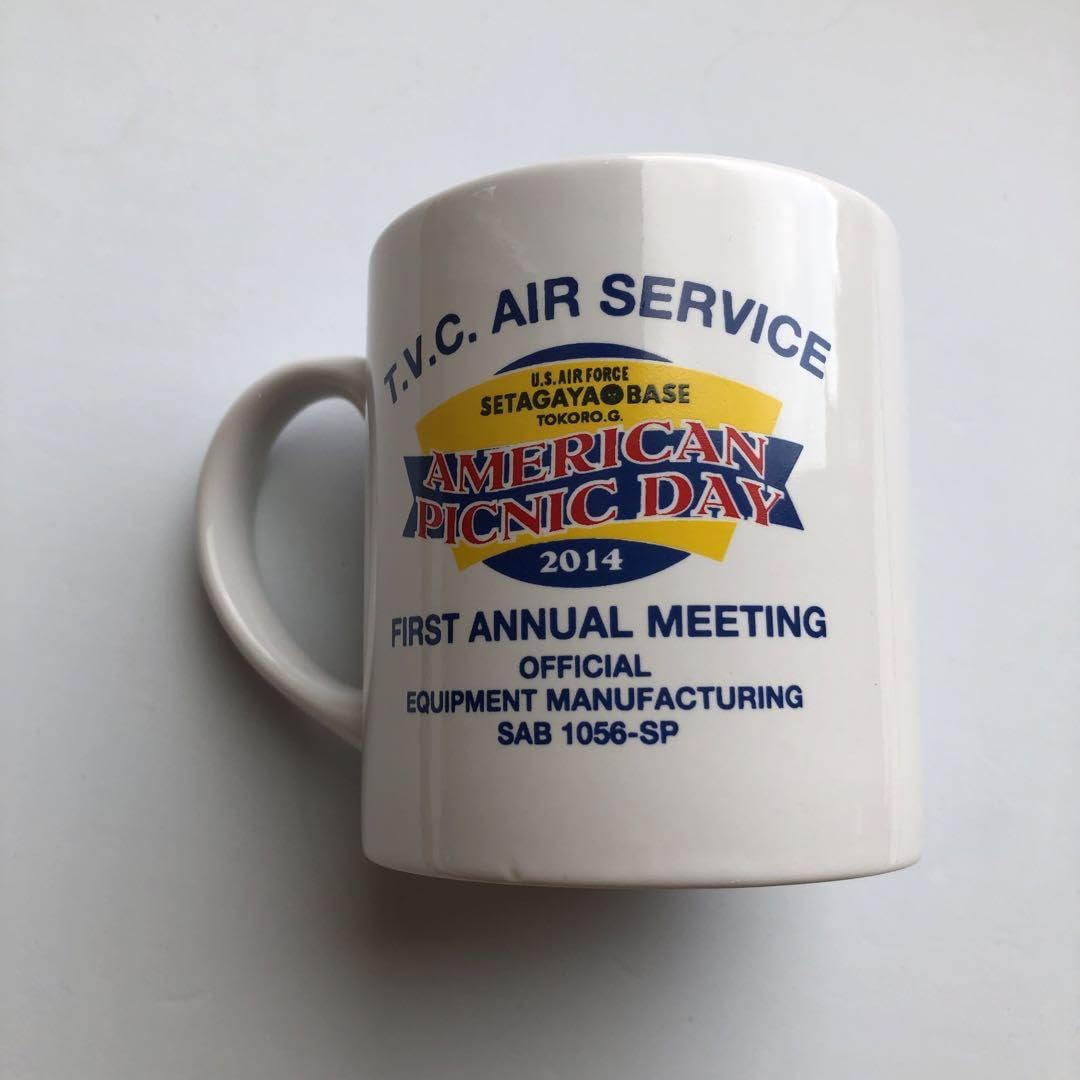 T.V.C. AIR SERVICE
U.S. AIR FORCE
SETAGAYA BASE
TOKORO.G.
AMERICAN
PICNIC DAY
2014
FIRST ANNUAL MEETING
OFFICIAL
EQUIPMENT MANUFACTURING
SAB 1056-SP